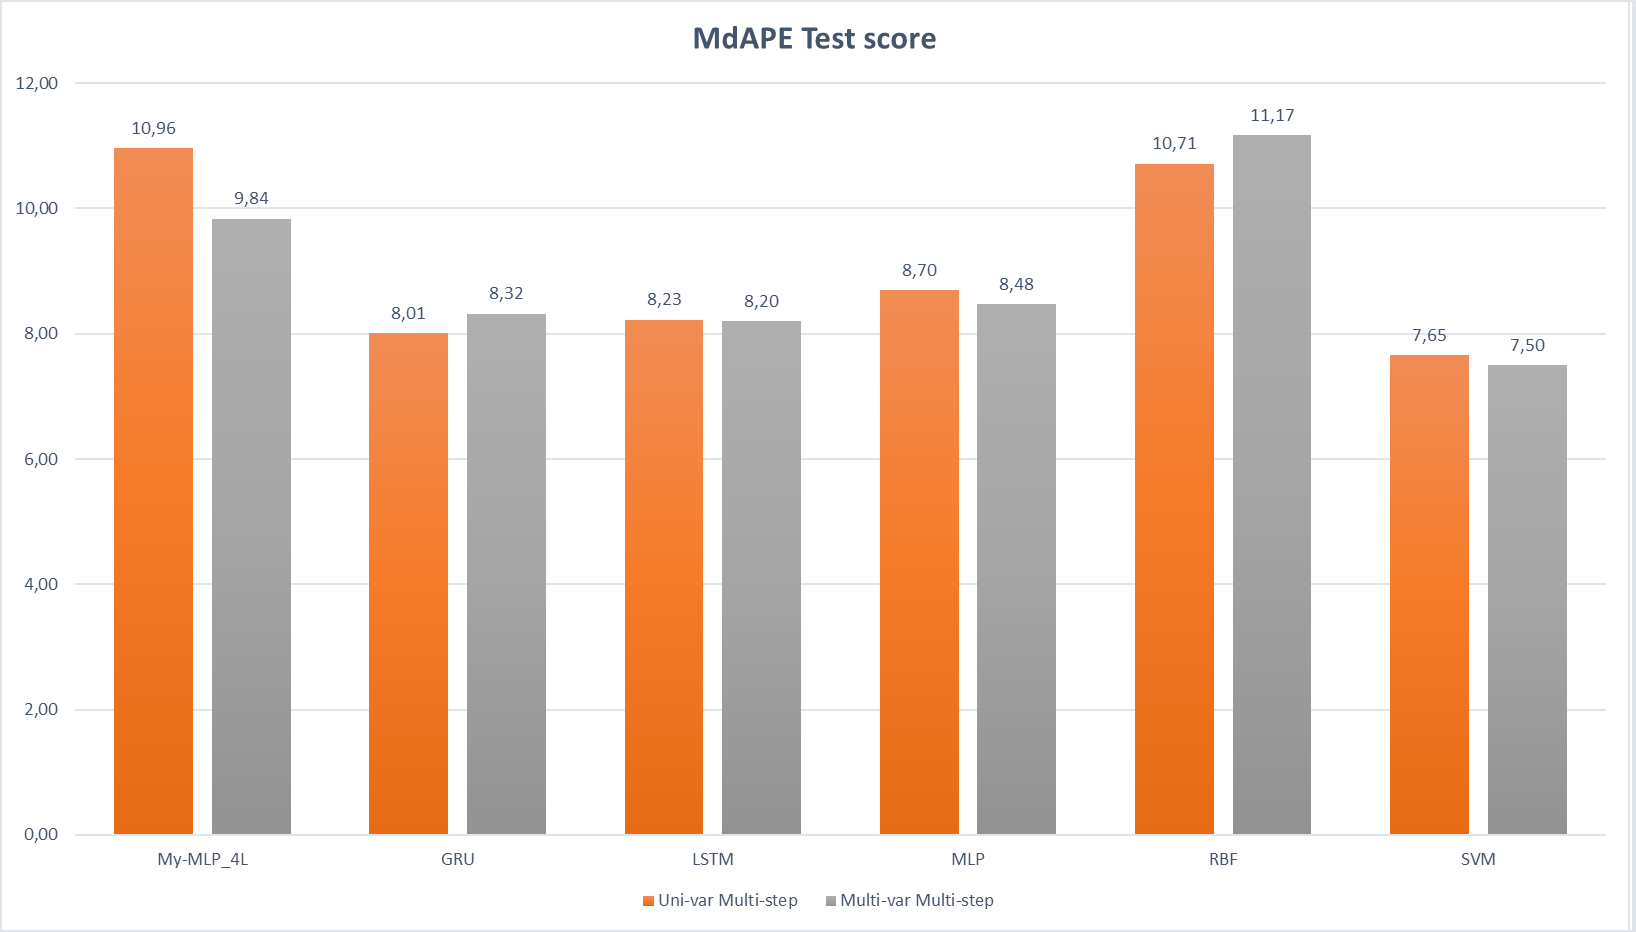 MdAPE Test score
12,00
10,00
8,00
6,00
4,00
2,00
0,00
10,96
9,84
8,01
8,32
8,23
8,20
8,70
8,48
10,71
11,17
7,65
7,50
My-MLP_4L
GRU
LSTM
MLP
RBF
SVM
Uni-var Multi-step
Multi-var Multi-step